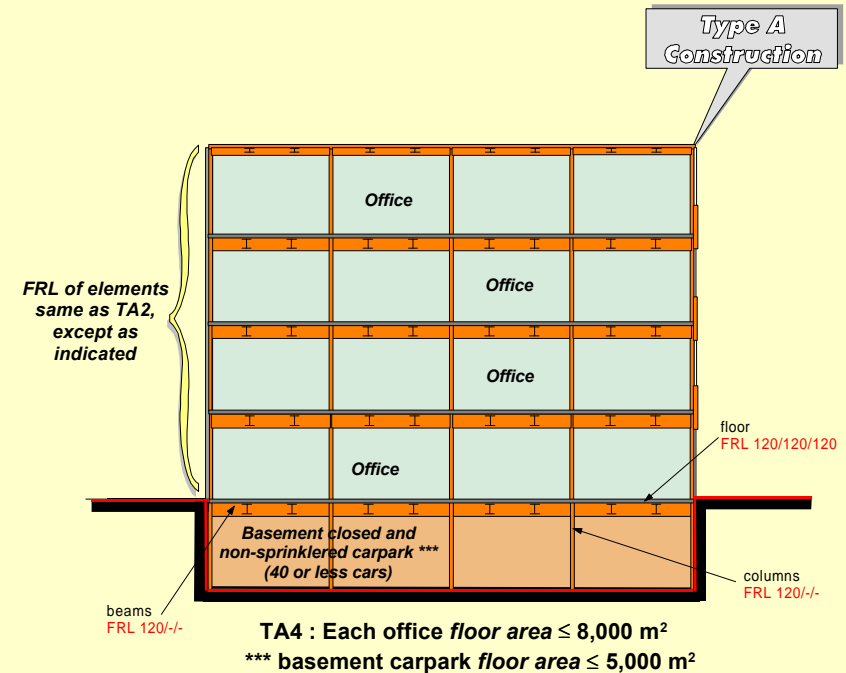 Type A
Construction
Office
Office
FRL of elements
same as TA2,
except as
indicated
Office
floor
FRL 120/120/120
Office
Basement closed and
non-sprinklered carpark ***
(40 or less cars)
columns
FRL 120/-/-
beams
FRL 120/-/-
TA4 : Each office floor area ≤ 8,000 m²
*** basement carpark floor area ≤ 5,000 m²